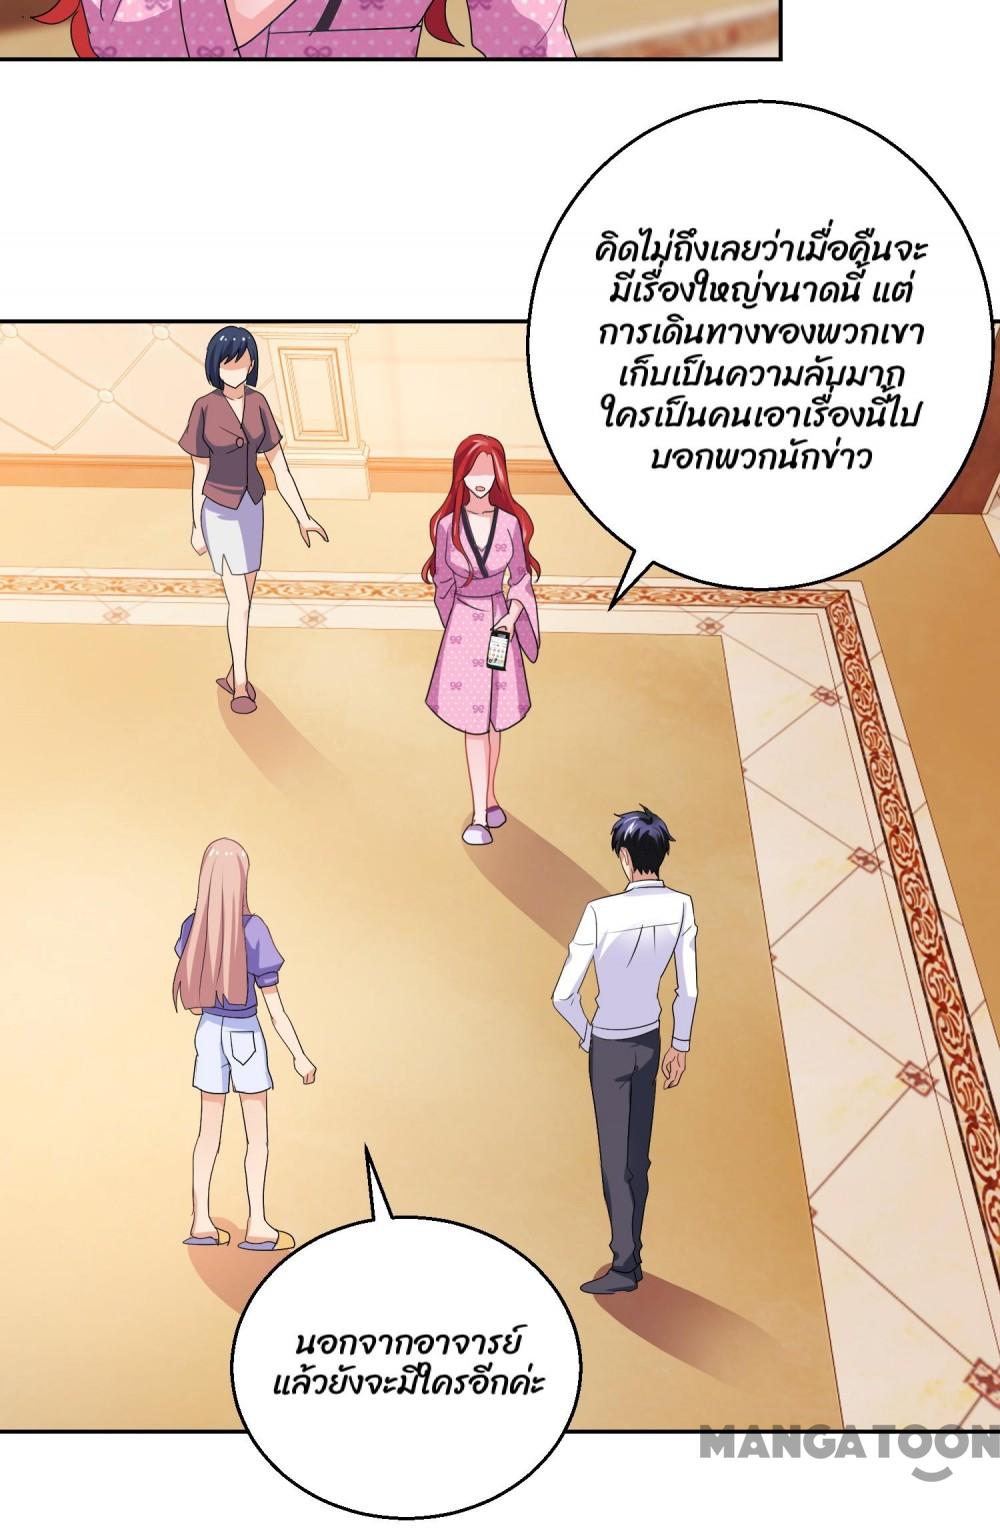 คิดไม่ถึงเลยว่าเมื่อคืนจะ
มีเรื่องใหญ่ขนาดนี้ แต่
การเดินทางของพวกเขา
เก็บเป็นความลับมาก
ใครเป็นคนเอาเรื่องนี้ไป
บอกพวกนักข่าว
นอกจากอาจารย์
แล้วยังจะมีใครอีกค่ะ
MANGATOON